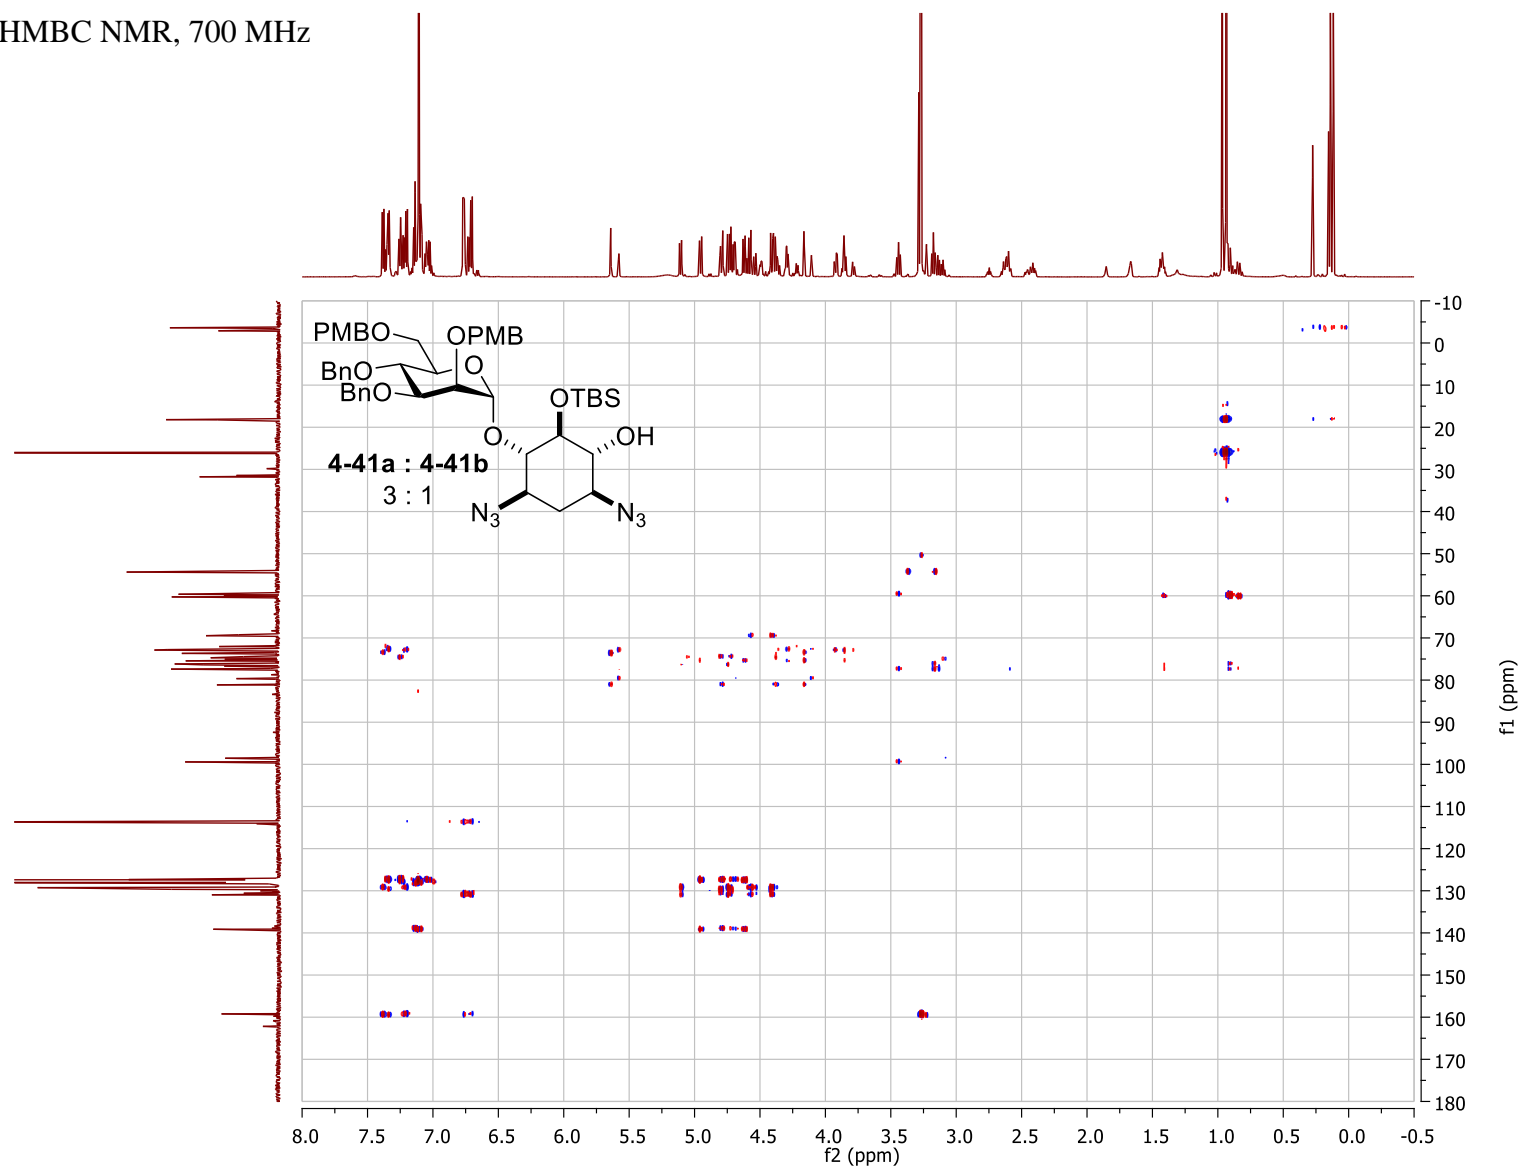 HMBC NMR, 700 MHz
PMBO
OPMB
O
BnO
BnO
OTBS
O
OH
4-41a : 4-41b
3 : 1
N3
N3
-10
0
10
20
30
40
50
60
70
80
90
100
110
120
130
140
150
160
170
180
f1 (ppm)
8.0 7.5 7.0 6.5 6.0 5.5 5.0 4.5 4.0 3.5 3.0 2.5 2.0 1.5 1.0 0.5 0.0 -0.5
f2 (ppm)